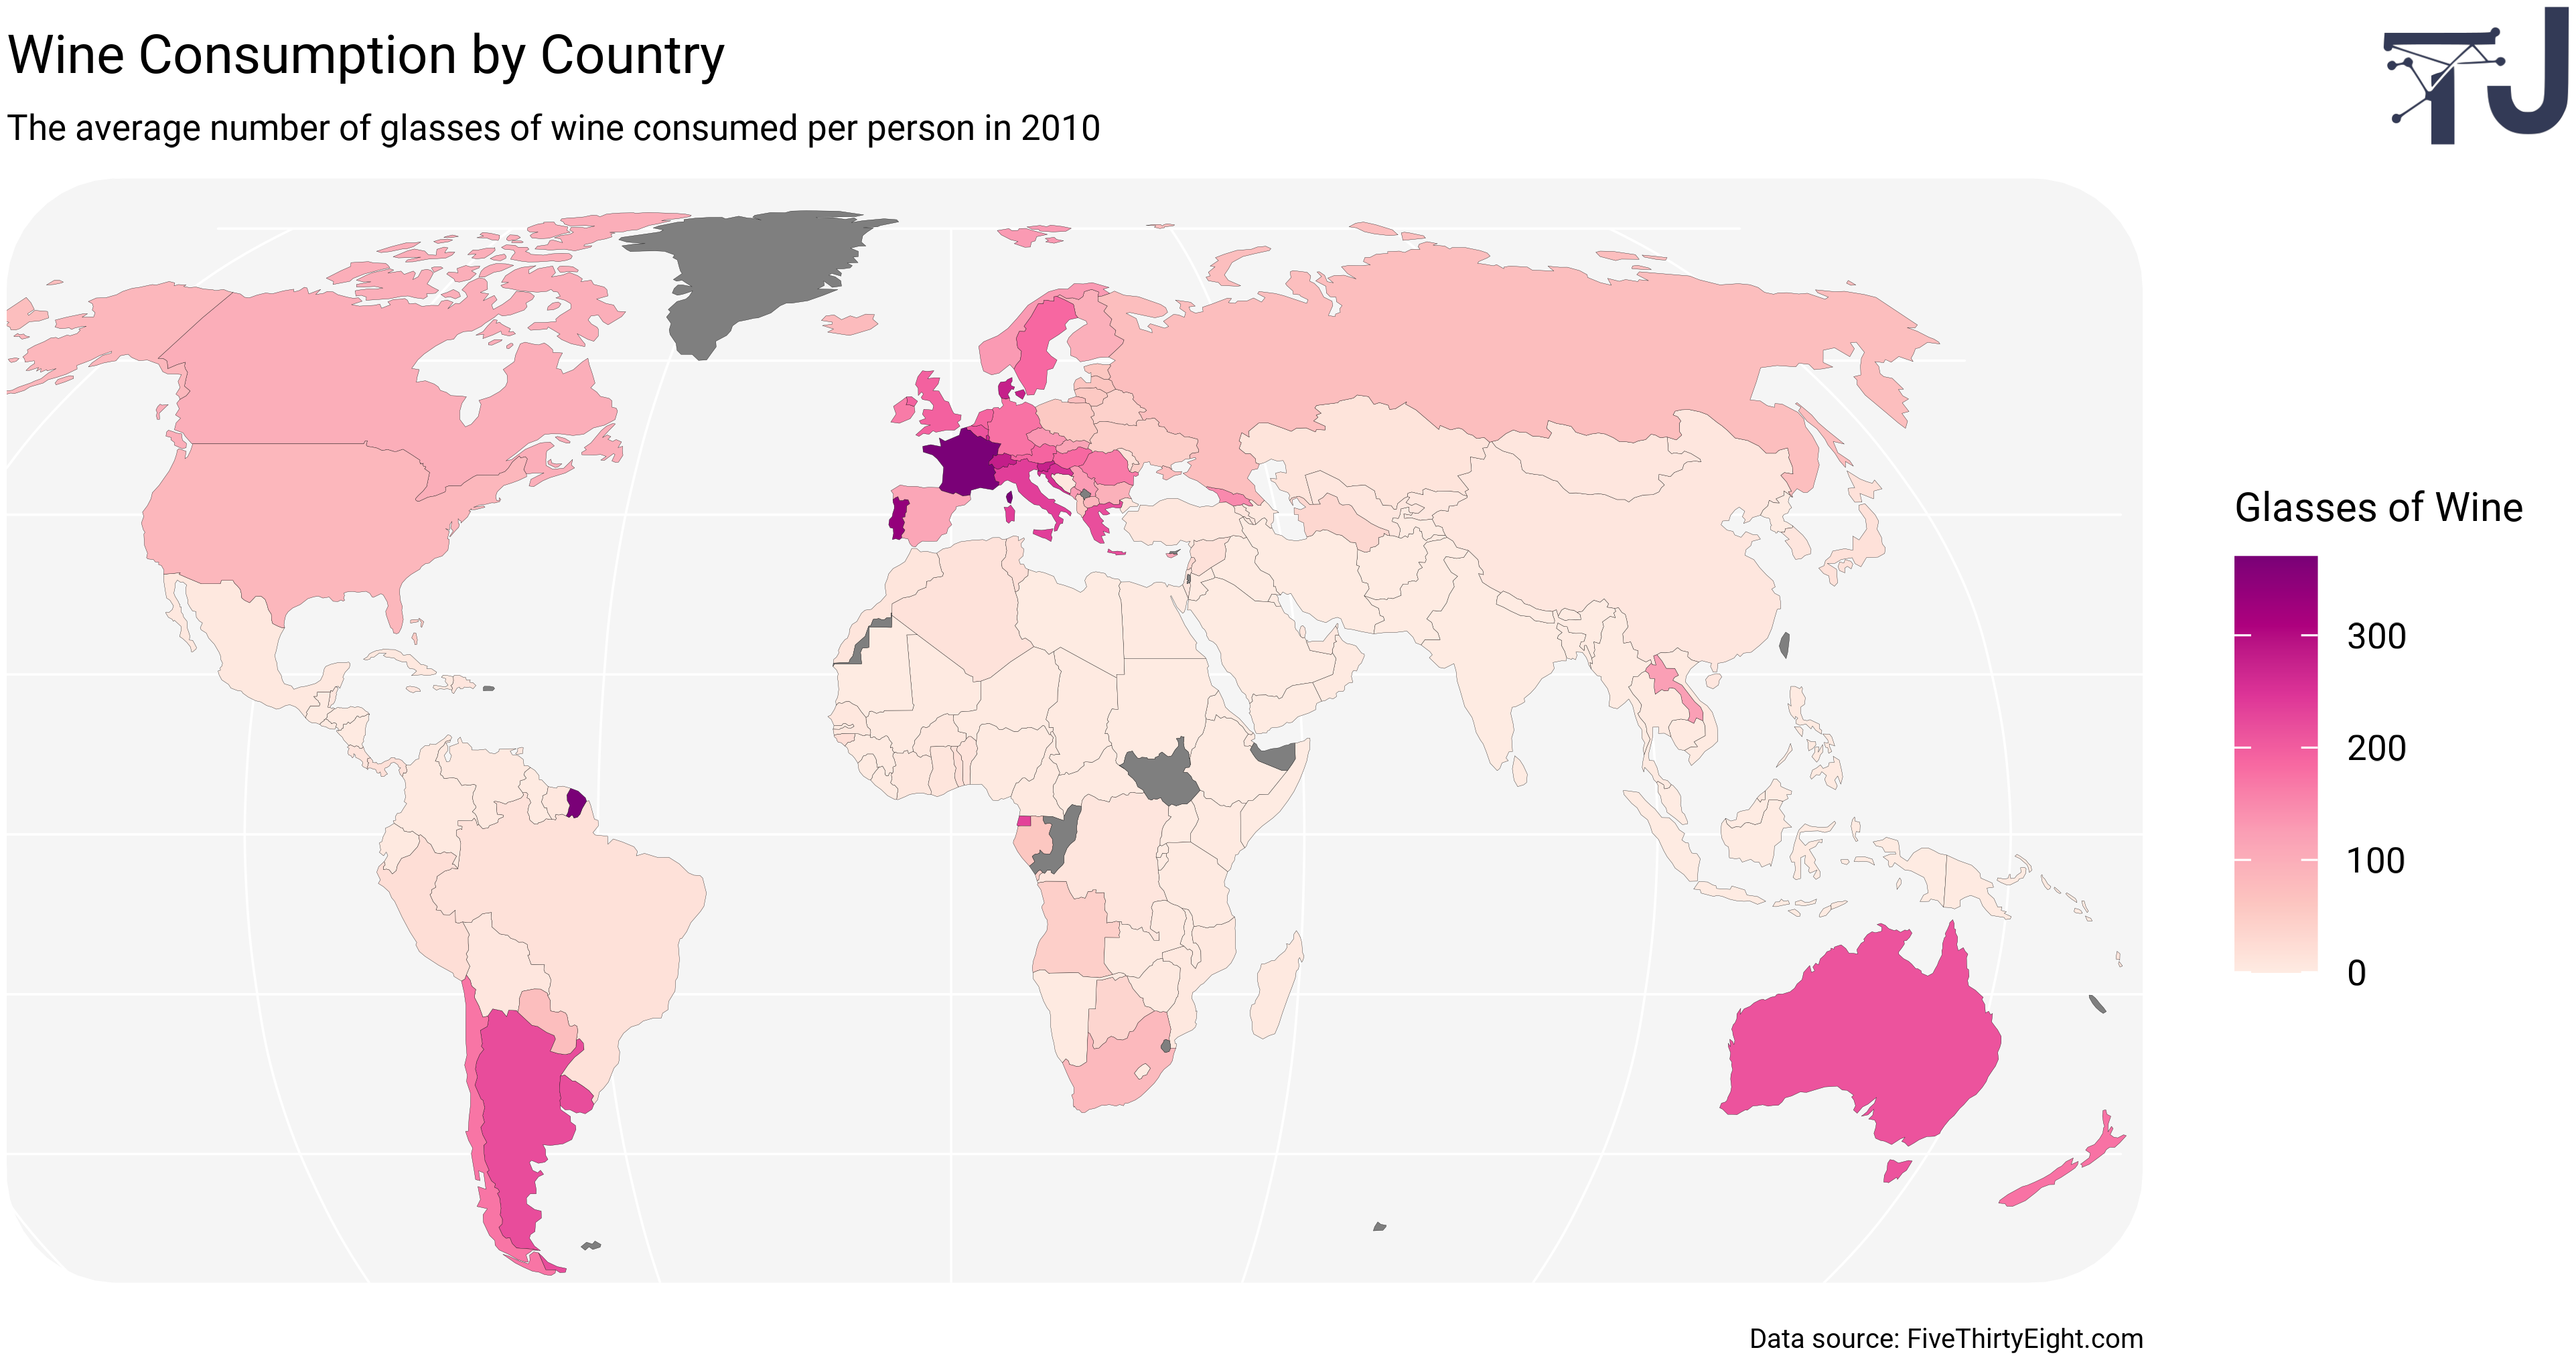 Wine Consumption by Country
The average number of glasses of wine consumed per person in 2010
TJ
Glasses of Wine
300
200
100
0
Data source: FiveThirtyEight.com